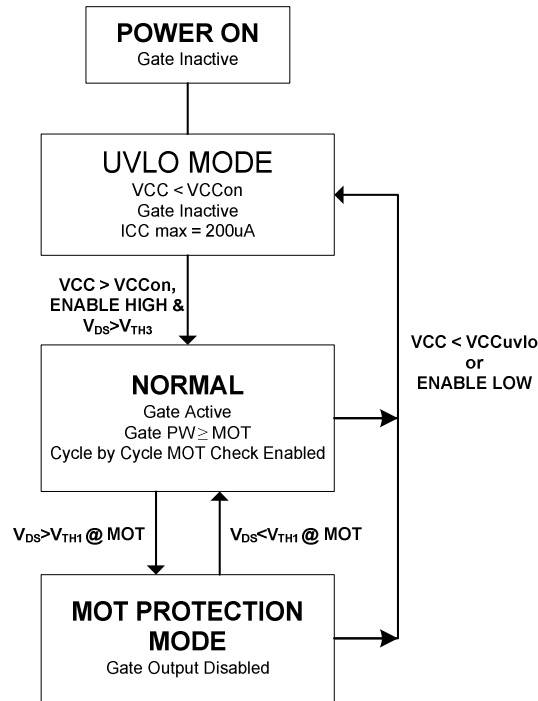 POWER ON
Gate Inactive
UVLO MODE
VCC < VCCon
Gate Inactive
ICC max = 200uA
VCC > VCCon,
ENABLE HIGH &
VDS>VTH3
VCC < VCCuvlo
or
ENABLE LOW
NORMAL
Gate Active
Gate PW ≥ MOT
Cycle by Cycle MOT Check Enabled
VDS>VTH1 @ MOT
VDS<VTH1 @ MOT
MOT PROTECTION
MODE
Gate Output Disabled